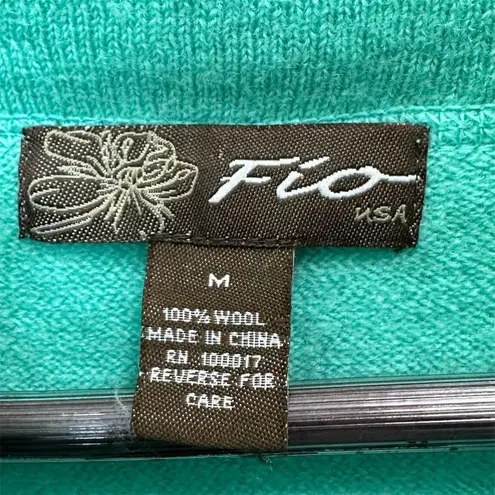 Fio
USA
M
100% WOOL
MADE IN CHINA
RN 100017
REVERSE FOR
CARE